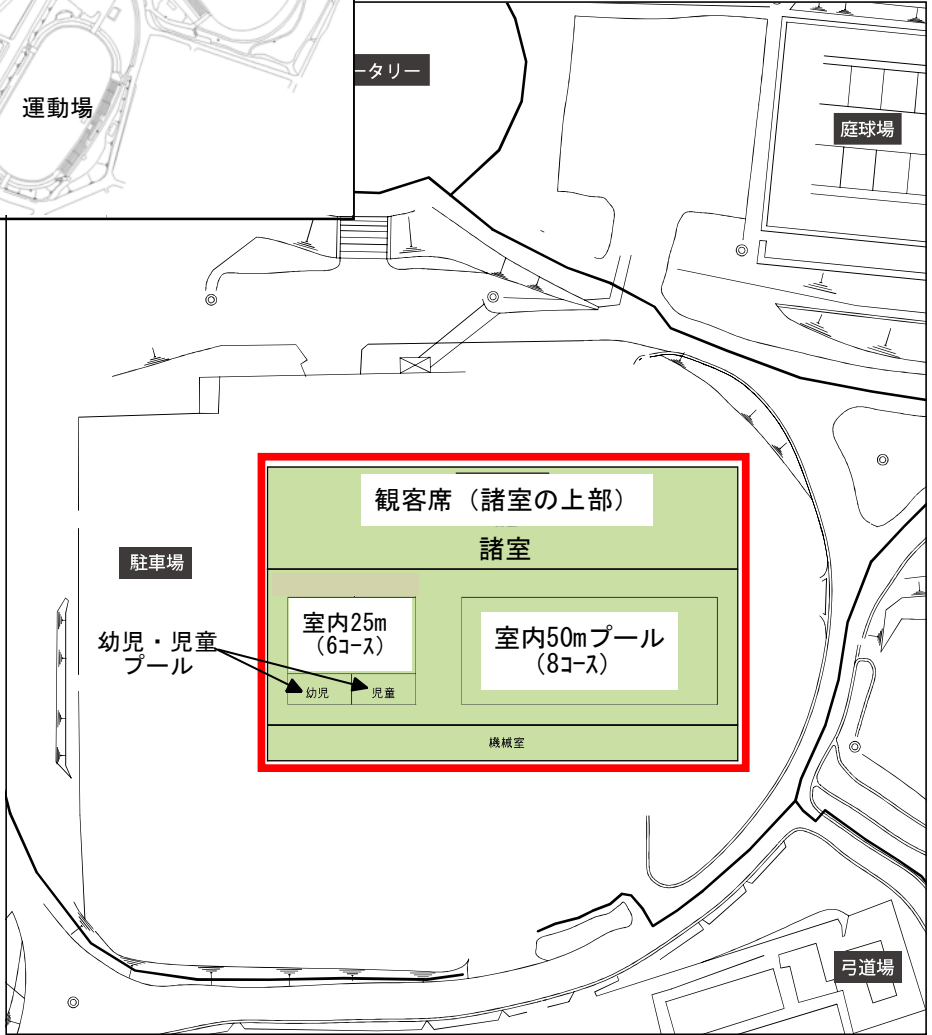 運動場
ータリー
庭球場
観客席（諸室の上部）
諸室
駐車場
幼児・児童
プール
室内25m
（6ｺｰｽ）
室内50mプール
（8ｺｰｽ）
幼児
児童
機械室
弓道場